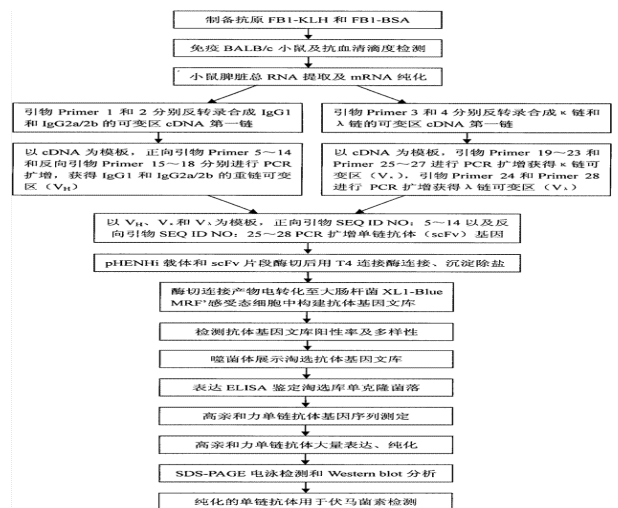 制备抗原 FB1-KLH 和 FB1-BSA
免疫 BALB/c 小鼠及抗血清滴度检测
小鼠脾脏总 RNA 提取及 mRNA 纯化
引物 Primer 1 和 2 分别反转录合成 IgG1
和 IgG2a/2b 的可变区 cDNA 第一链
引物 Primer 3 和 4 分别反转录合成 κ 链和
λ 链的可变区 cDNA 第一链
以 cDNA 为模板，正向引物 Primer 5～14
和反向引物 Primer 15～18 分别进行 PCR
扩增，获得 IgG1 和 IgG2a/2b 的重链可变
区（VH）
以 cDNA 为模板，引物 Primer 19～23 和
Primer 25～27 进行 PCR 扩增获得 κ 链可
变区（Vκ），引物 Primer 24 和 Primer 28
进行 PCR 扩增获得 λ 链可变区（Vλ）
以 VH、Vκ和 Vλ为模板，正向引物 SEQ ID NO：5～14 以及反
向引物 SEQ ID NO：25～28 PCR 扩增单链抗体（scFv）基因
pHENHi 载体和 scFv 片段酶切后用 T4 连接酶连接、沉淀除盐
酶切连接产物电转化至大肠杆菌 XL1-Blue
MRF'感受态细胞中构建抗体基因文库
检测抗体基因文库阳性率及多样性
噬菌体展示淘选抗体基因文库
表达 ELISA 鉴定淘选库单克隆菌落
高亲和力单链抗体基因序列测定
高亲和力单链抗体大量表达、纯化
SDS-PAGE 电泳检测和 Western blot 分析
纯化的单链抗体用于伏马菌素检测